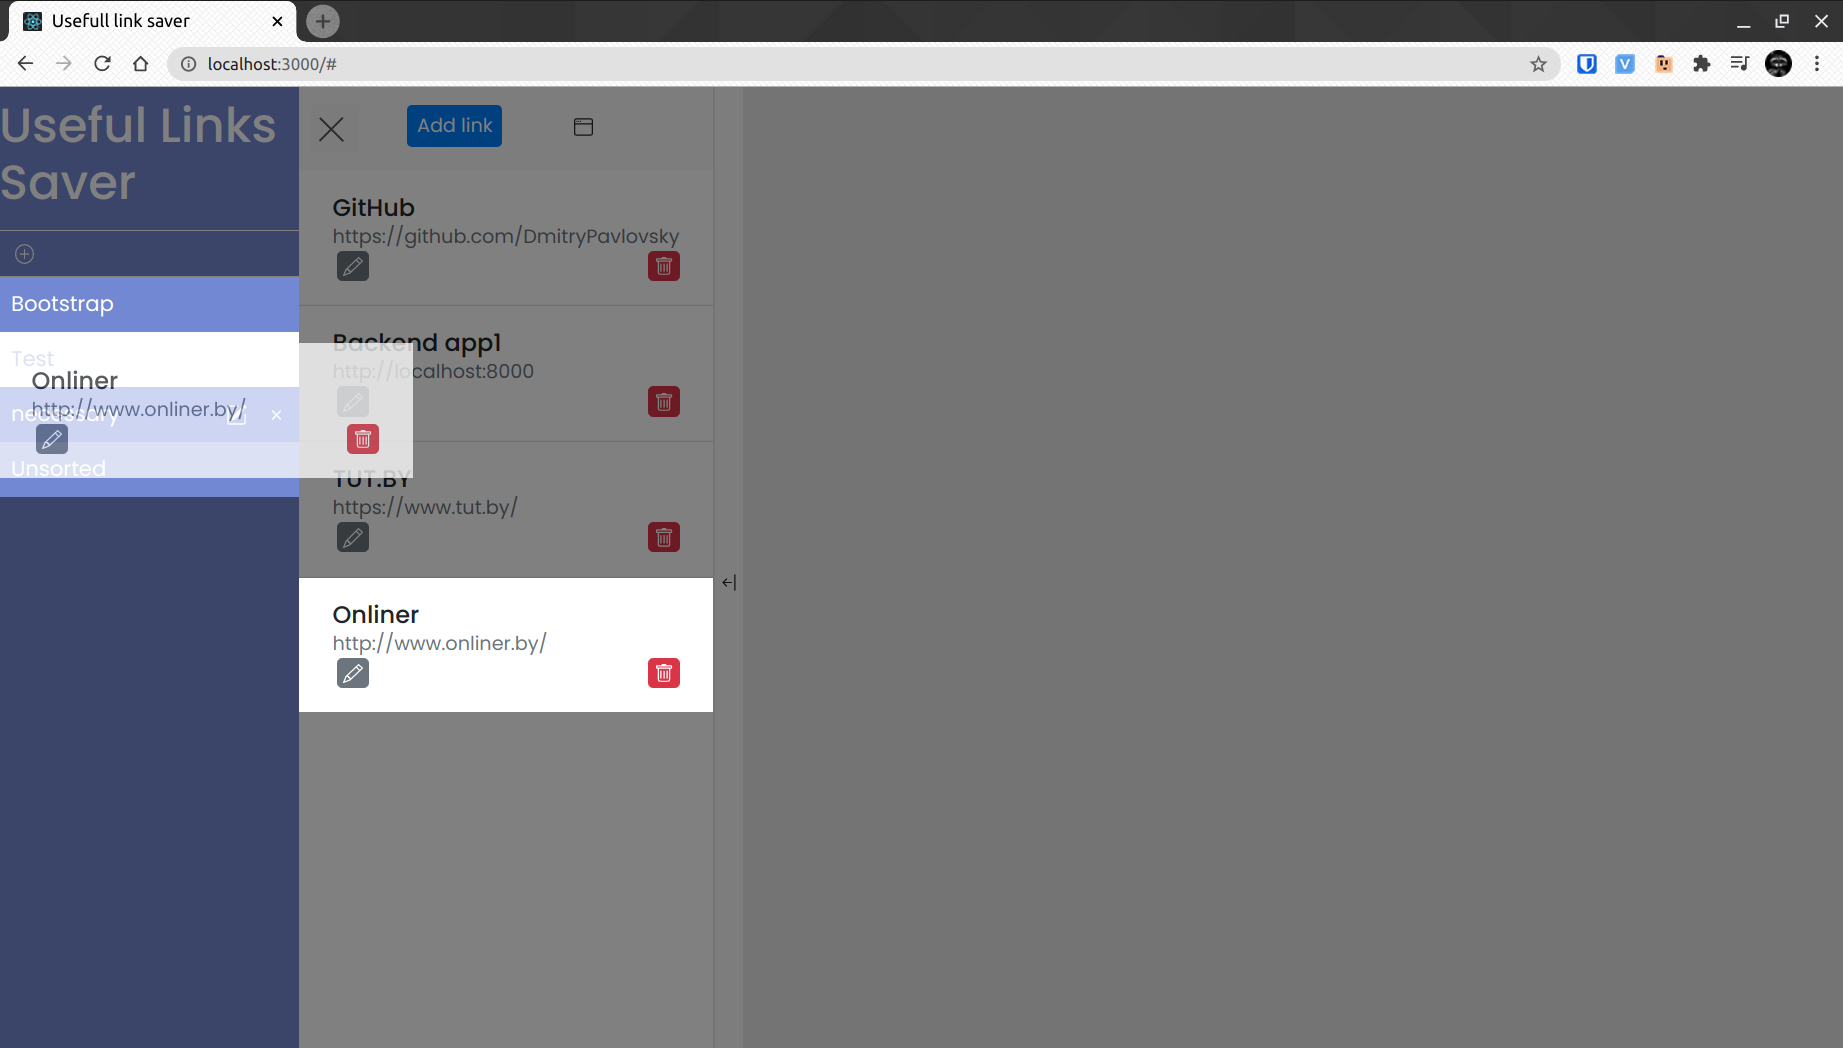 Usefull link saver
localhost:3000/#
Useful Links
Saver
Bootstrap
Test
necessary
Unsorted
Onliner
http://www.onliner.by/
Add link
GitHub
https://github.com/DmitryPavlovsky
Backend app1
http://localhost:8000
TUT.BY
https://www.tut.by/
Onliner
http://www.onliner.by/
V